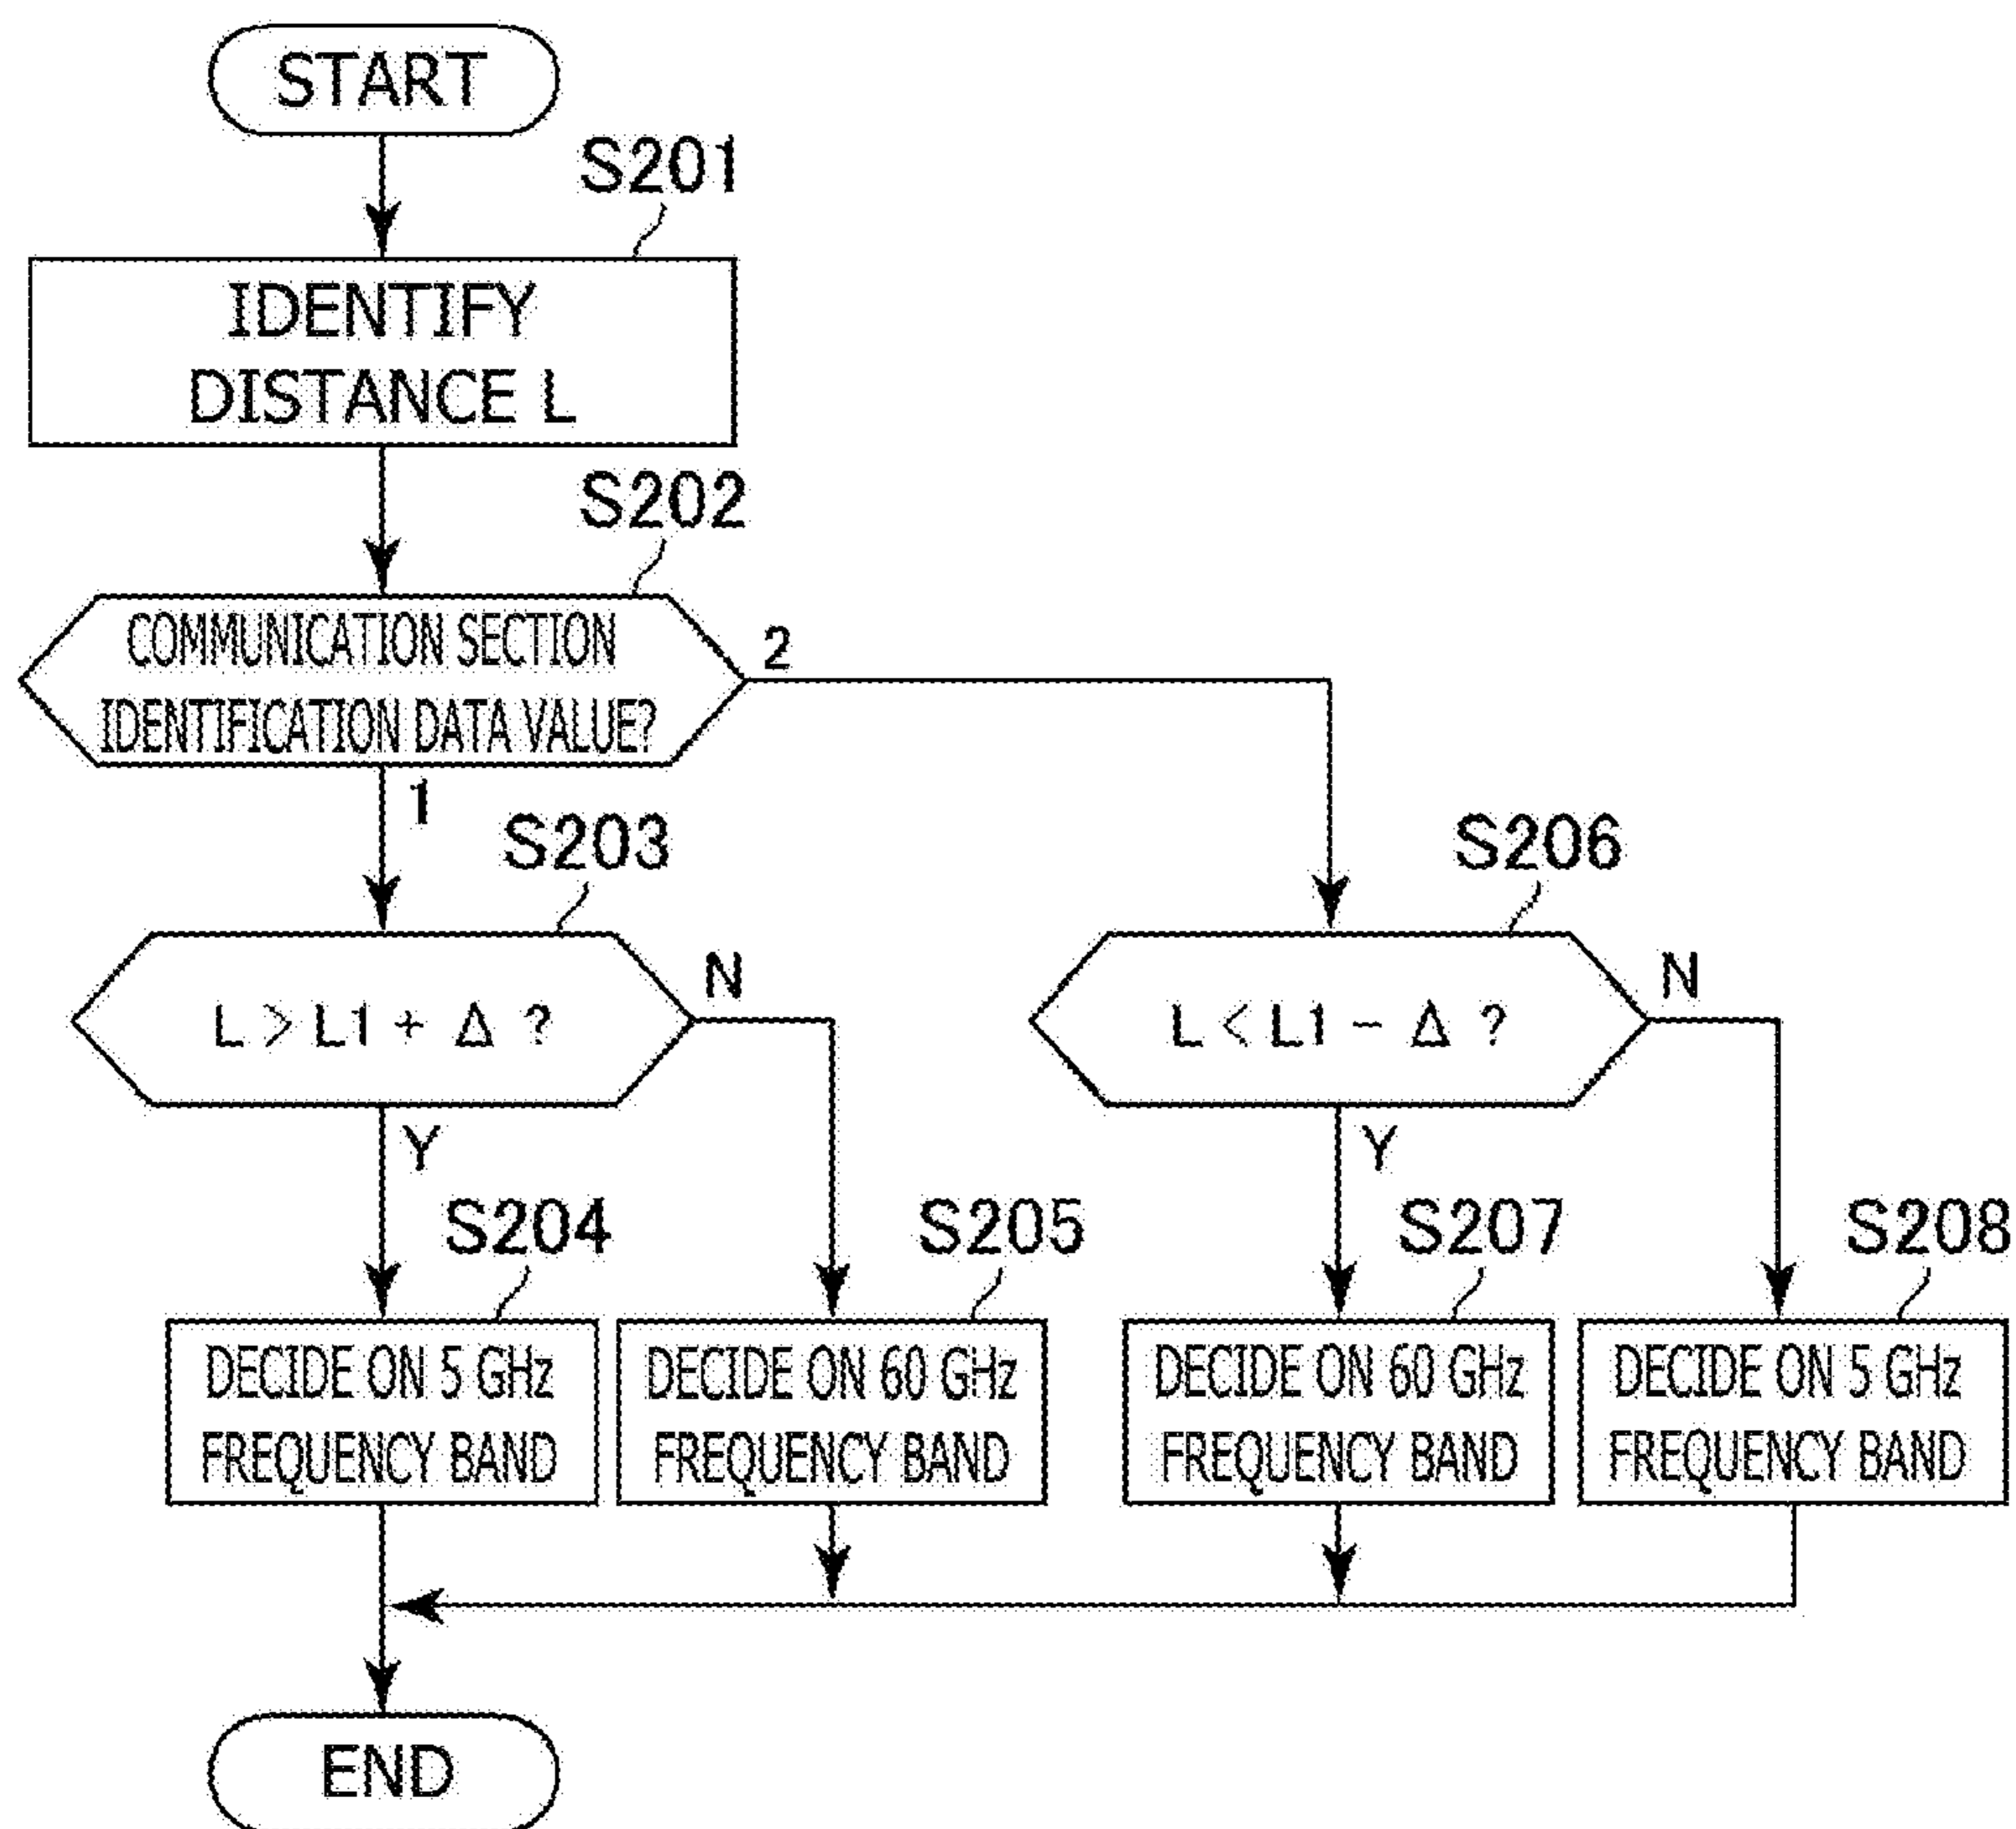 START
S201
IDENTIFY
DISTANCE L
S202
COMMUNICATION SECTION
IDENTIFICATION DATA VALUE?
2
1
S203
L > L1 + Δ ?
N
Y
S206
L < L1 - Δ ?
N
Y
S204
DECIDE ON 5 GHz
FREQUENCY BAND
S205
DECIDE ON 60 GHz
FREQUENCY BAND
S207
DECIDE ON 60 GHz
FREQUENCY BAND
S208
DECIDE ON 5 GHz
FREQUENCY BAND
END